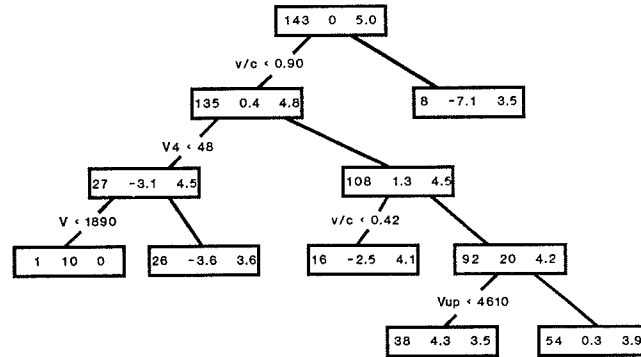 143 0 5.0
v/c < 0.90
135 0.4 4.8
8 -7.1 3.5
V4 < 48
27 -3.1 4.5
108 1.3 4.5
V < 1890
v/c < 0.42
1 10 0
26 -3.6 3.6
16 -2.5 4.1
92 20 4.2
Vup < 4610
38 4.3 3.5
54 0.3 3.9